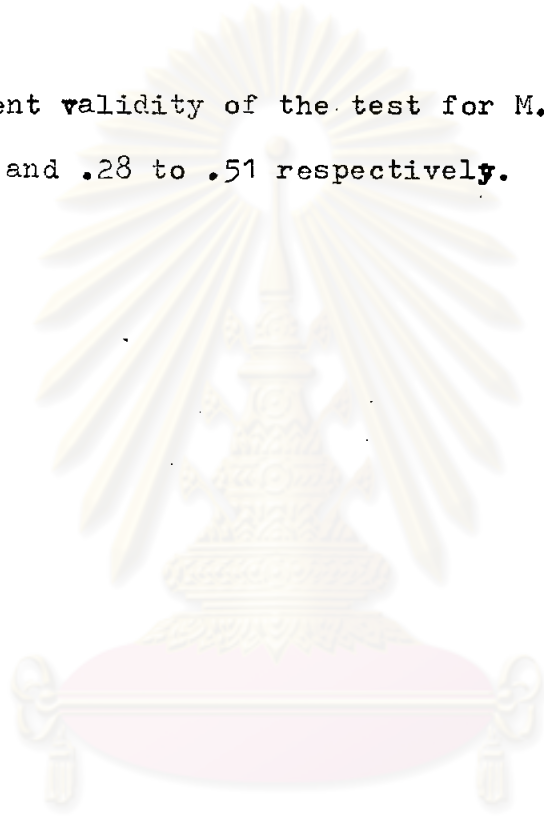 ent validity of the test for M.
and .28 to .51 respectively.